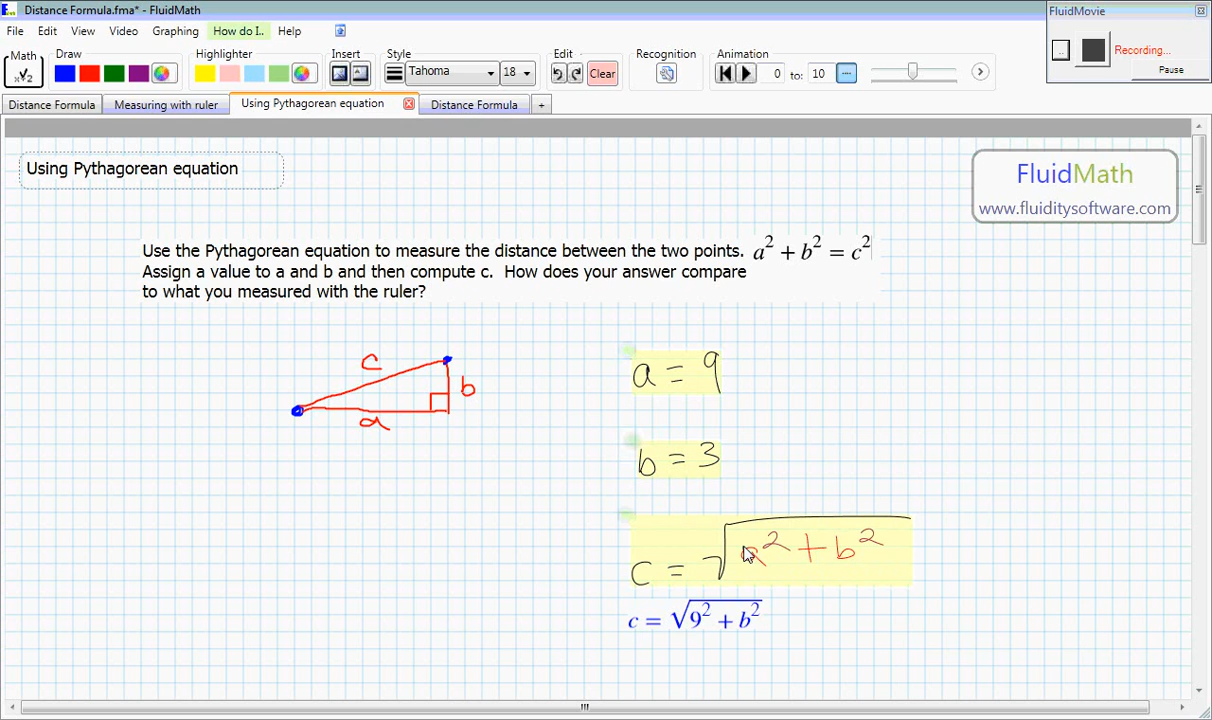 Distance Formula.fma* - FluidMath
FluidMovie
File Edit View Video Graphing How do I.. Help
Recording...
Pause
Math
√2
Draw
Highlighter
Insert
Style
Tahoma
18
Edit
Clear
Recognition
Animation
0 to: 10
Distance Formula
Measuring with ruler
Using Pythagorean equation
Distance Formula
+
Using Pythagorean equation
FluidMath
www.fluiditysoftware.com
Use the Pythagorean equation to measure the distance between the two points. a² + b² = c²
Assign a value to a and b and then compute c. How does your answer compare
to what you measured with the ruler?
c
b
a
a = 9
b = 3
c = √a² + b²
c = √9² + b²